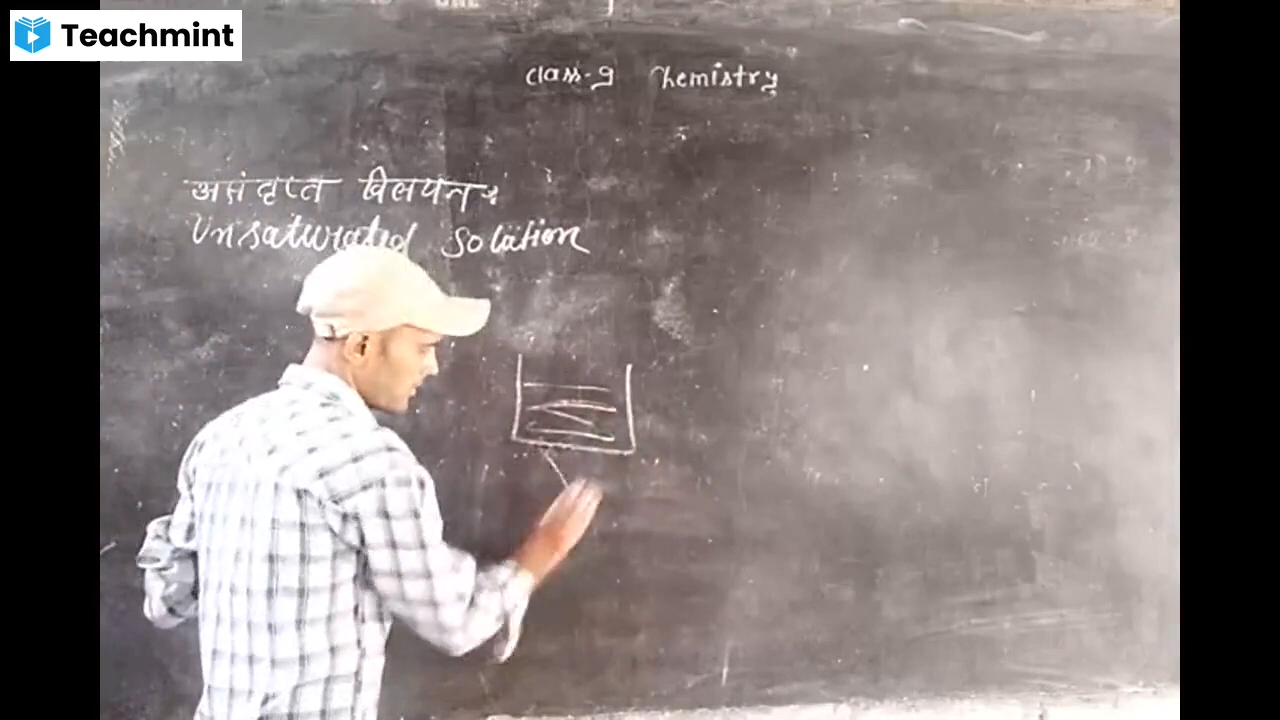 Teachmint
Class-9 Chemistry
असंतृप्त विलयन
Unsaturated Solution